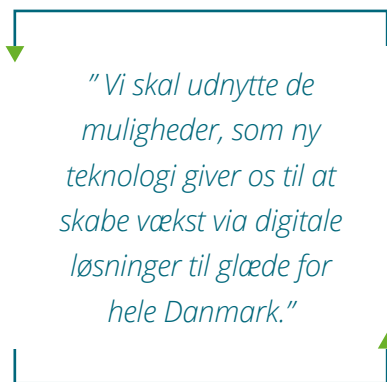 ” Vi skal udnytte de
muligheder, som ny
teknologi giver os til at
skabe vækst via digitale
løsninger til glæde for
hele Danmark.”